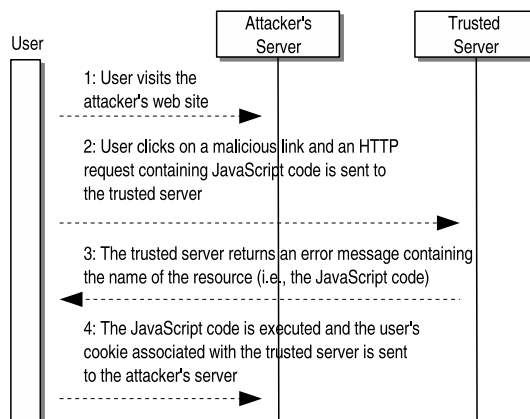 User
Attacker's
Server
Trusted
Server
1: User visits the
attacker's web site
2: User clicks on a malicious link and an HTTP
request containing JavaScript code is sent to
the trusted server
3: The trusted server returns an error message containing
the name of the resource (i.e., the JavaScript code)
4: The JavaScript code is executed and the user's
cookie associated with the trusted server is sent
to the attacker's server